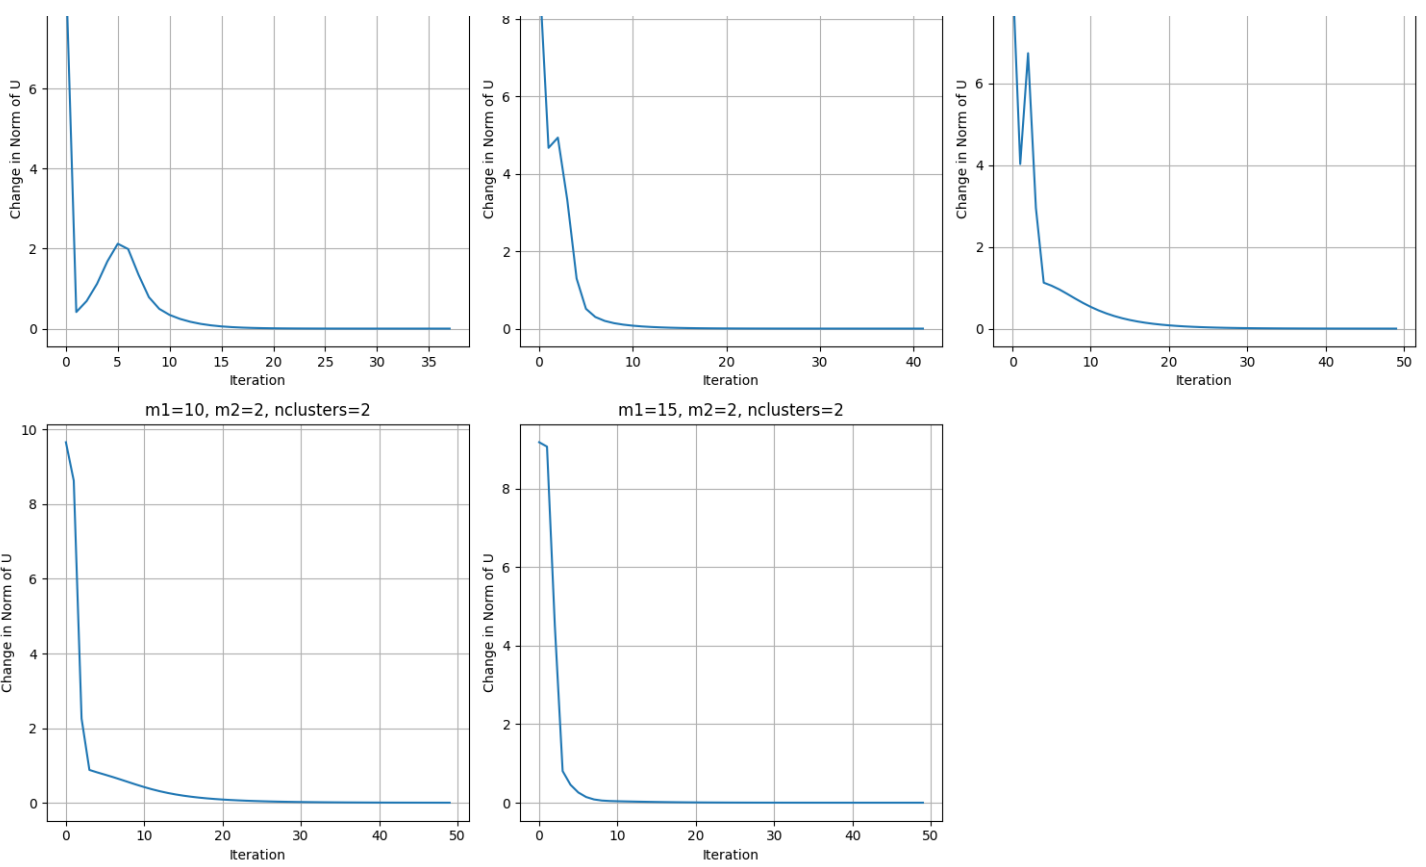 Change in Norm of U
6
4
2
0
0 5 10 15 20 25 30 35
Iteration
Change in Norm of U
8
6
4
2
0
0 10 20 30 40
Iteration
Change in Norm of U
6
4
2
0
0 10 20 30 40 50
Iteration
m1=10, m2=2, nclusters=2
Change in Norm of U
10
8
6
4
2
0
0 10 20 30 40 50
Iteration
m1=15, m2=2, nclusters=2
Change in Norm of U
8
6
4
2
0
0 10 20 30 40 50
Iteration